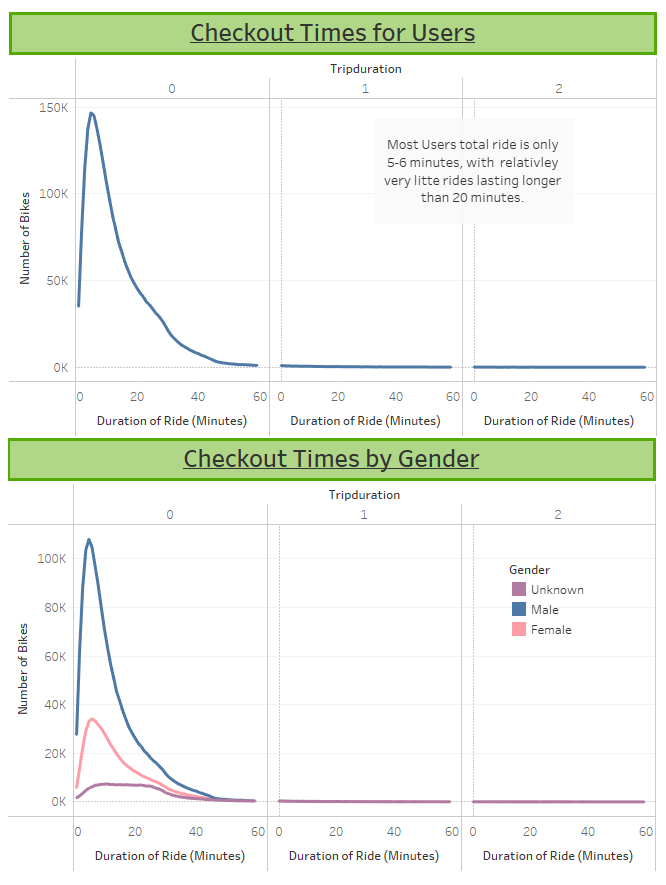 Checkout Times for Users
Tripduration
0 1 2
150K
Most Users total ride is only
5-6 minutes, with relativley
very litte rides lasting longer
than 20 minutes.
100K
Number of Bikes
50K
0K
0 20 40 60 0 20 40 60 0 20 40 60
Duration of Ride (Minutes) Duration of Ride (Minutes) Duration of Ride (Minutes)
Checkout Times by Gender
Tripduration
0 1 2
Gender
Unknown
Male
Female
100K
80K
60K
40K
20K
0K
Number of Bikes
0 20 40 60 0 20 40 60 0 20 40 60
Duration of Ride (Minutes) Duration of Ride (Minutes) Duration of Ride (Minutes)